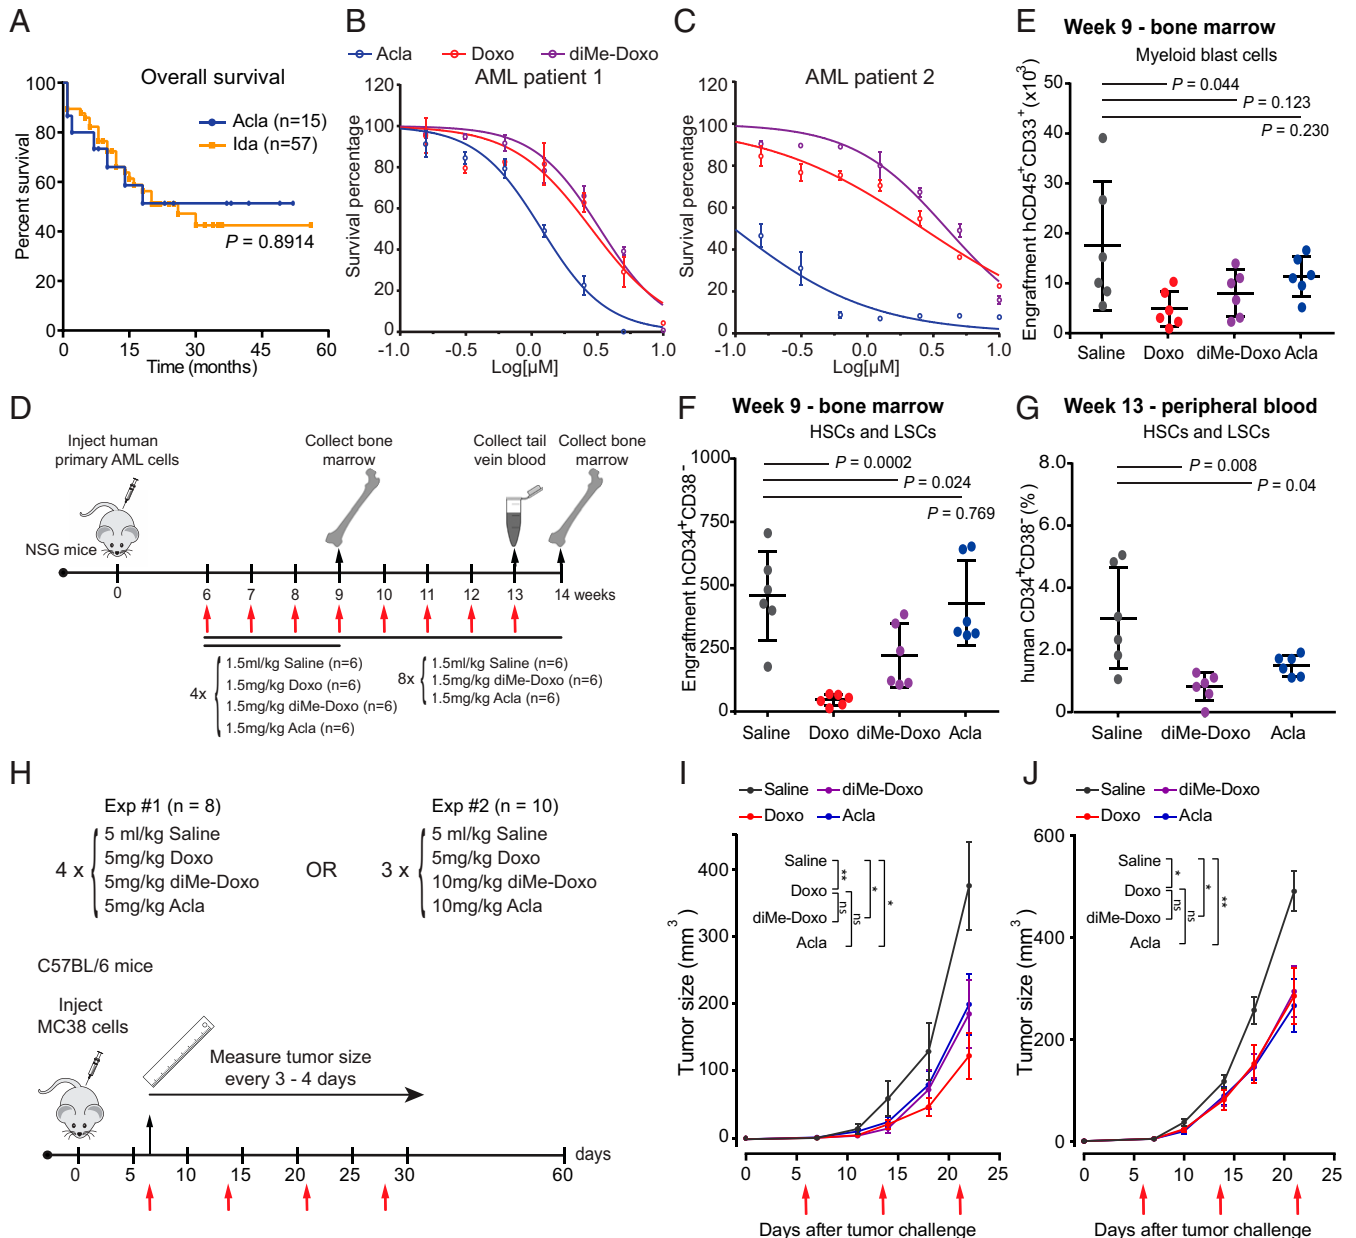 A
Overall survival
Percent survival
100
80
60
40
20
0
Acla (n=15)
Ida (n=57)
P = 0.8914
0 15 30 45 60
Time (months)
B
Acla Doxo diMe-Doxo
AML patient 1
Survival percentage
120
100
80
60
40
20
0
-1.0 -0.5 0.0 0.5 1.0
Log[µM]
C
AML patient 2
Survival percentage
120
100
80
60
40
20
0
-1.0 -0.5 0.0 0.5 1.0
Log[µM]
E
Week 9 - bone marrow
Myeloid blast cells
P = 0.044
P = 0.123
P = 0.230
Engraftment hCD45+CD33+ (x10³)
50
40
30
20
10
0
Saline Doxo diMe-Doxo Acla
D
Inject human
primary AML cells
Collect bone
marrow
Collect tail
vein blood
Collect bone
marrow
NSG mice
0 6 7 8 9 10 11 12 13 14 weeks
4x
1.5ml/kg Saline (n=6)
1.5mg/kg Doxo (n=6)
1.5mg/kg diMe-Doxo (n=6)
1.5mg/kg Acla (n=6)
8x
1.5ml/kg Saline (n=6)
1.5mg/kg diMe-Doxo (n=6)
1.5mg/kg Acla (n=6)
F
Week 9 - bone marrow
HSCs and LSCs
P = 0.0002
P = 0.024
P = 0.769
Engraftment hCD34+CD38-
1000
750
500
250
0
Saline Doxo diMe-Doxo Acla
G
Week 13 - peripheral blood
HSCs and LSCs
P = 0.008
P = 0.04
human CD34+CD38- (%)
8.0
6.0
4.0
2.0
0
Saline diMe-Doxo Acla
H
Exp #1 (n = 8)
4 x
5 ml/kg Saline
5mg/kg Doxo
5mg/kg diMe-Doxo
5mg/kg Acla
OR
Exp #2 (n = 10)
3 x
5 ml/kg Saline
5mg/kg Doxo
10mg/kg diMe-Doxo
10mg/kg Acla
C57BL/6 mice
Inject
MC38 cells
Measure tumor size
every 3 - 4 days
0 5 10 15 20 25 30 60 days
I
Saline diMe-Doxo
Doxo Acla
Tumor size (mm³)
400
300
200
100
0
Saline
Doxo
diMe-Doxo
Acla
** ns ns * *
0 5 10 15 20 25
Days after tumor challenge
J
Saline diMe-Doxo
Doxo Acla
Tumor size (mm³)
600
400
200
0
Saline
Doxo
diMe-Doxo
Acla
* ns ns * **
0 5 10 15 20 25
Days after tumor challenge